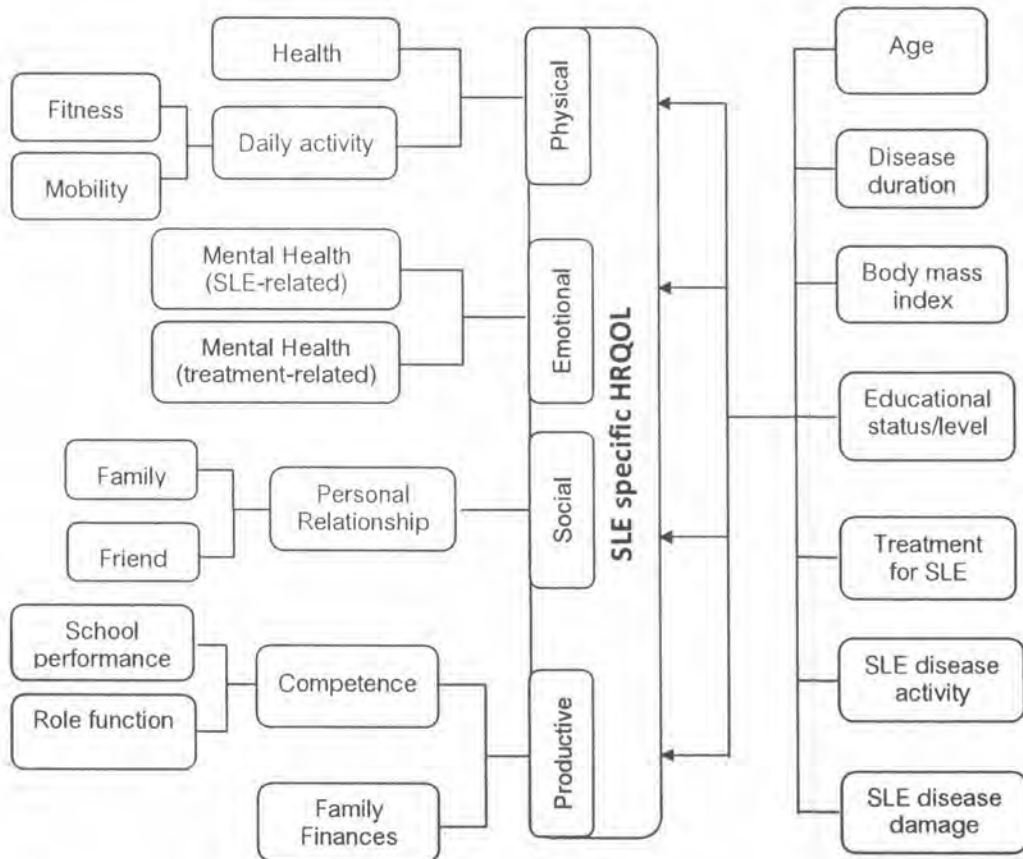 Health
Fitness
Daily activity
Mobility
Mental Health
(SLE-related)
Mental Health
(treatment-related)
Family
Personal
Relationship
Friend
School
performance
Competence
Role function
Family
Finances
Physical
Emotional
Social
Productive
SLE specific HRQOL
Age
Disease
duration
Body mass
index
Educational
status/level
Treatment
for SLE
SLE disease
activity
SLE disease
damage